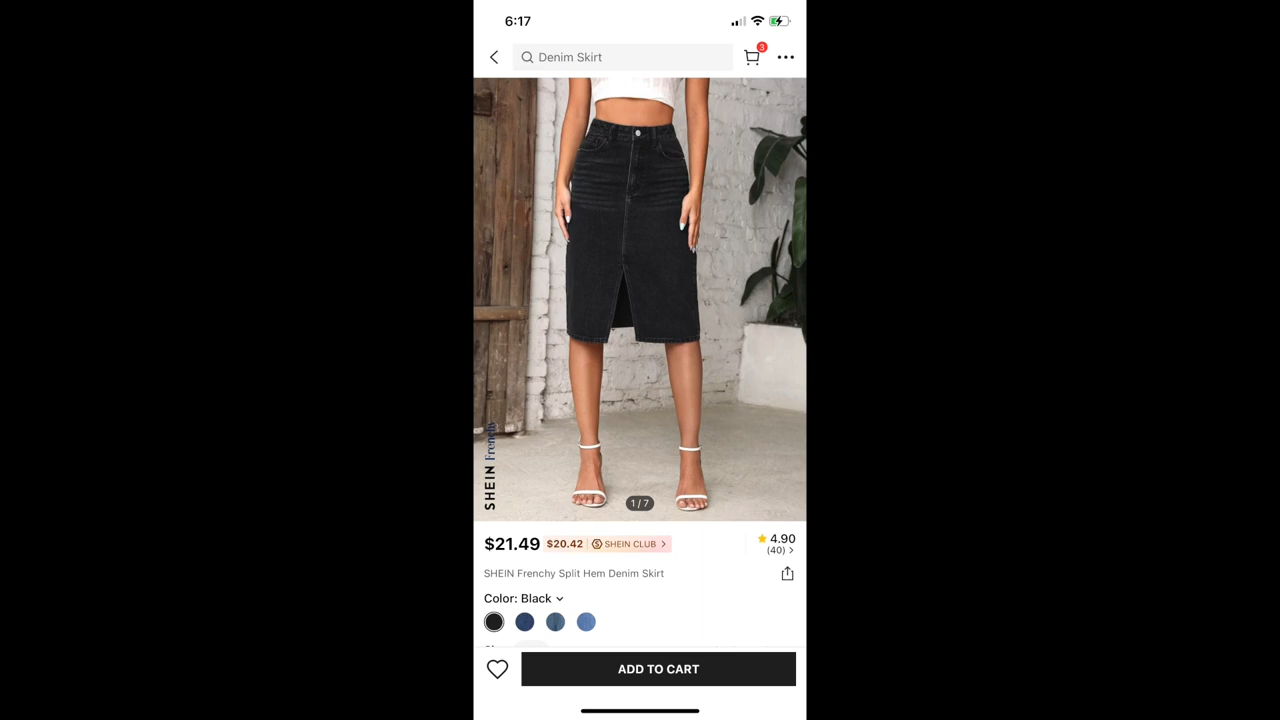 6:17
Denim Skirt
3
SHEIN Frenchy
1/7
$21.49 $20.42 SHEIN CLUB
4.90
(40)
SHEIN Frenchy Split Hem Denim Skirt
Color: Black
ADD TO CART